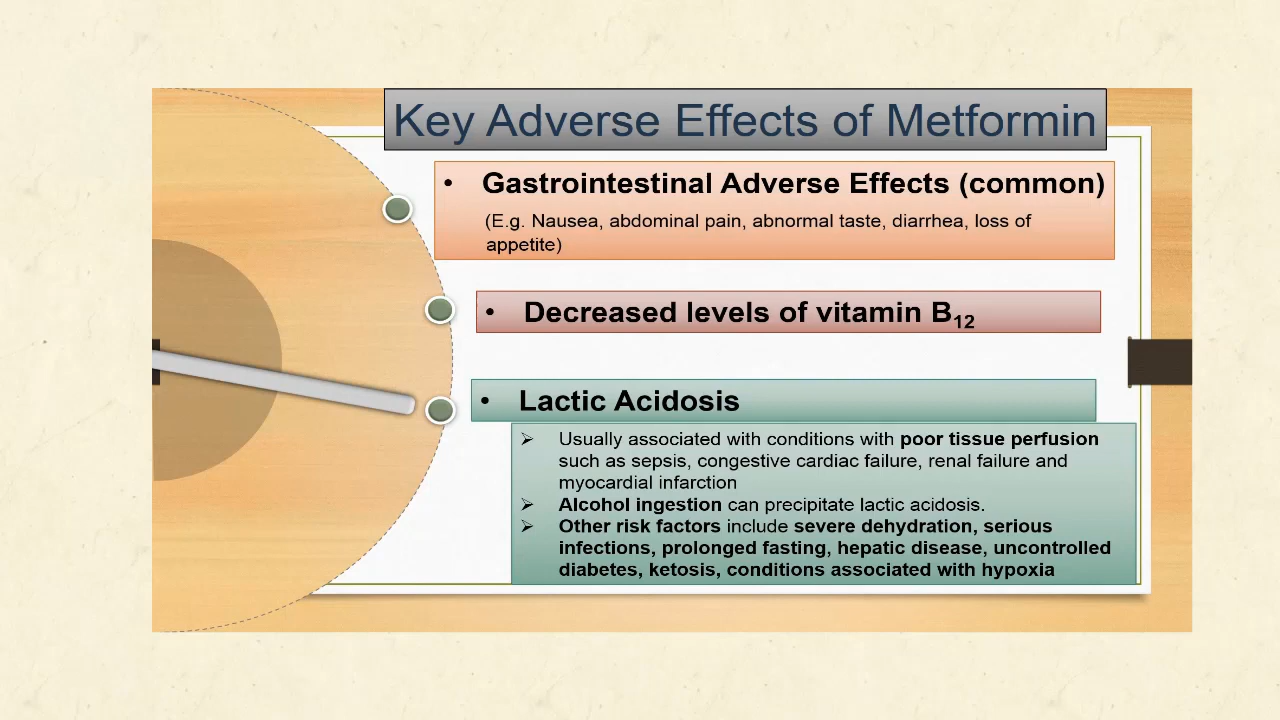 Key Adverse Effects of Metformin
• Gastrointestinal Adverse Effects (common)
(E.g. Nausea, abdominal pain, abnormal taste, diarrhea, loss of
appetite)
• Decreased levels of vitamin B₁₂
• Lactic Acidosis
➢ Usually associated with conditions with poor tissue perfusion
such as sepsis, congestive cardiac failure, renal failure and
myocardial infarction
➢ Alcohol ingestion can precipitate lactic acidosis.
➢ Other risk factors include severe dehydration, serious
infections, prolonged fasting, hepatic disease, uncontrolled
diabetes, ketosis, conditions associated with hypoxia